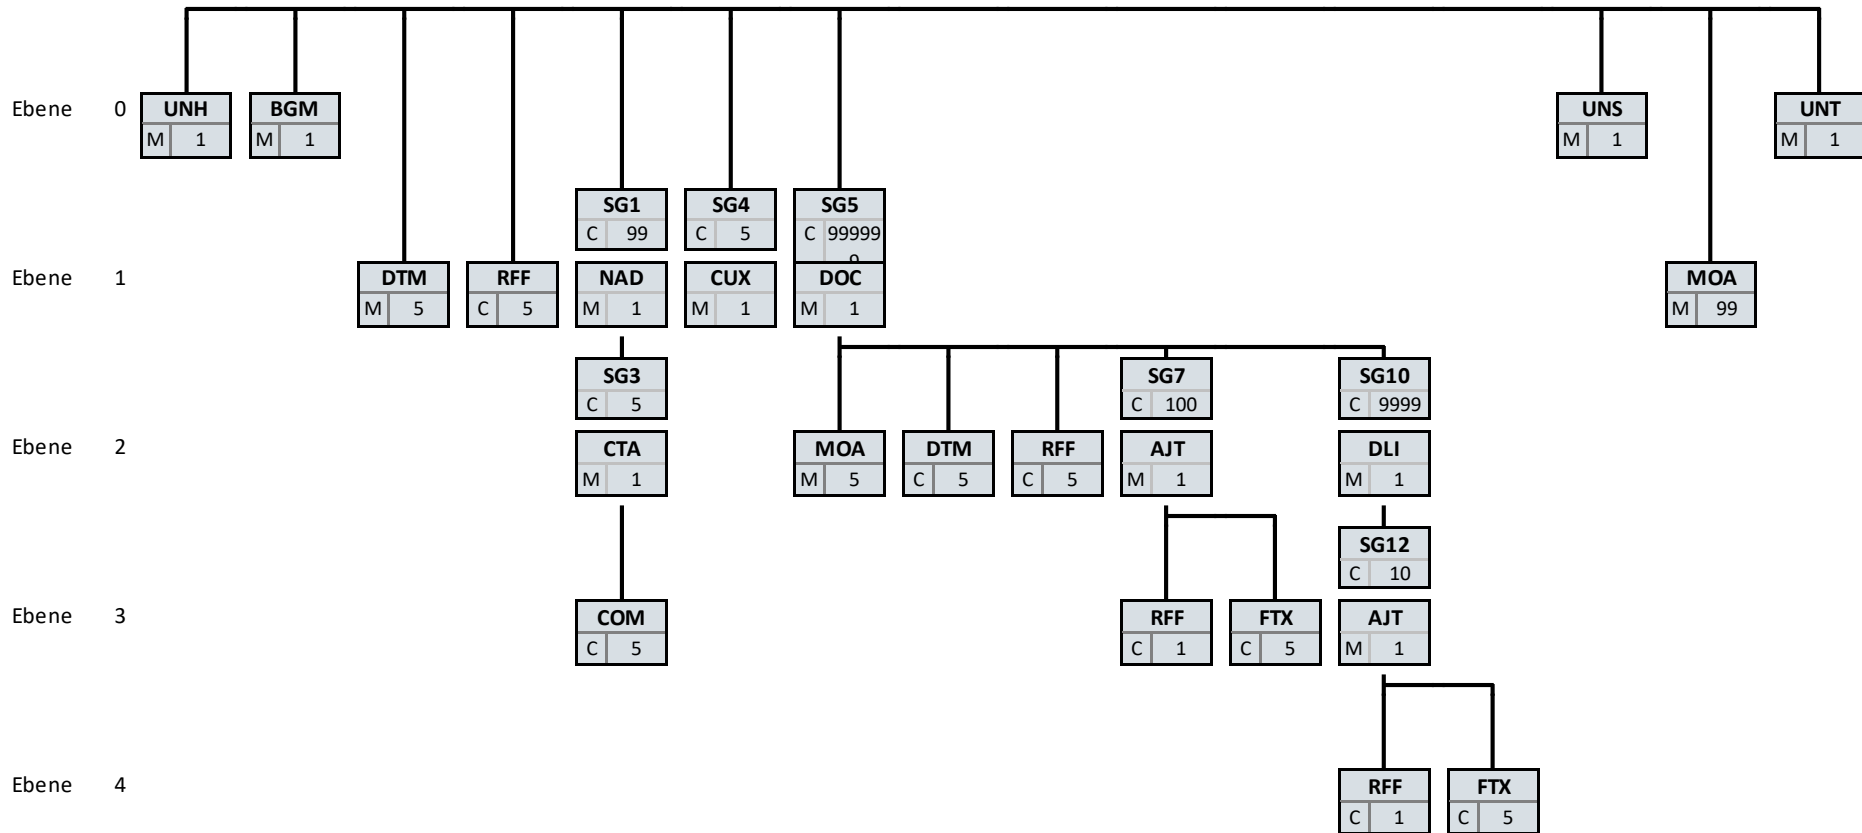 Ebene 0 UNH BGM UNS UNT
M 1 M 1 M 1 M 1
SG1 SG4 SG5
C 99 C 5 C 99999
9
Ebene 1 DTM RFF NAD CUX DOC MOA
M 5 C 5 M 1 M 1 M 1 M 99
SG3 SG7 SG10
C 5 C 100 C 9999
Ebene 2 CTA MOA DTM RFF AJT DLI
M 1 M 5 C 5 C 5 M 1 M 1
SG12
C 10
Ebene 3 COM RFF FTX AJT
C 5 C 1 C 5 M 1
Ebene 4 RFF FTX
C 1 C 5